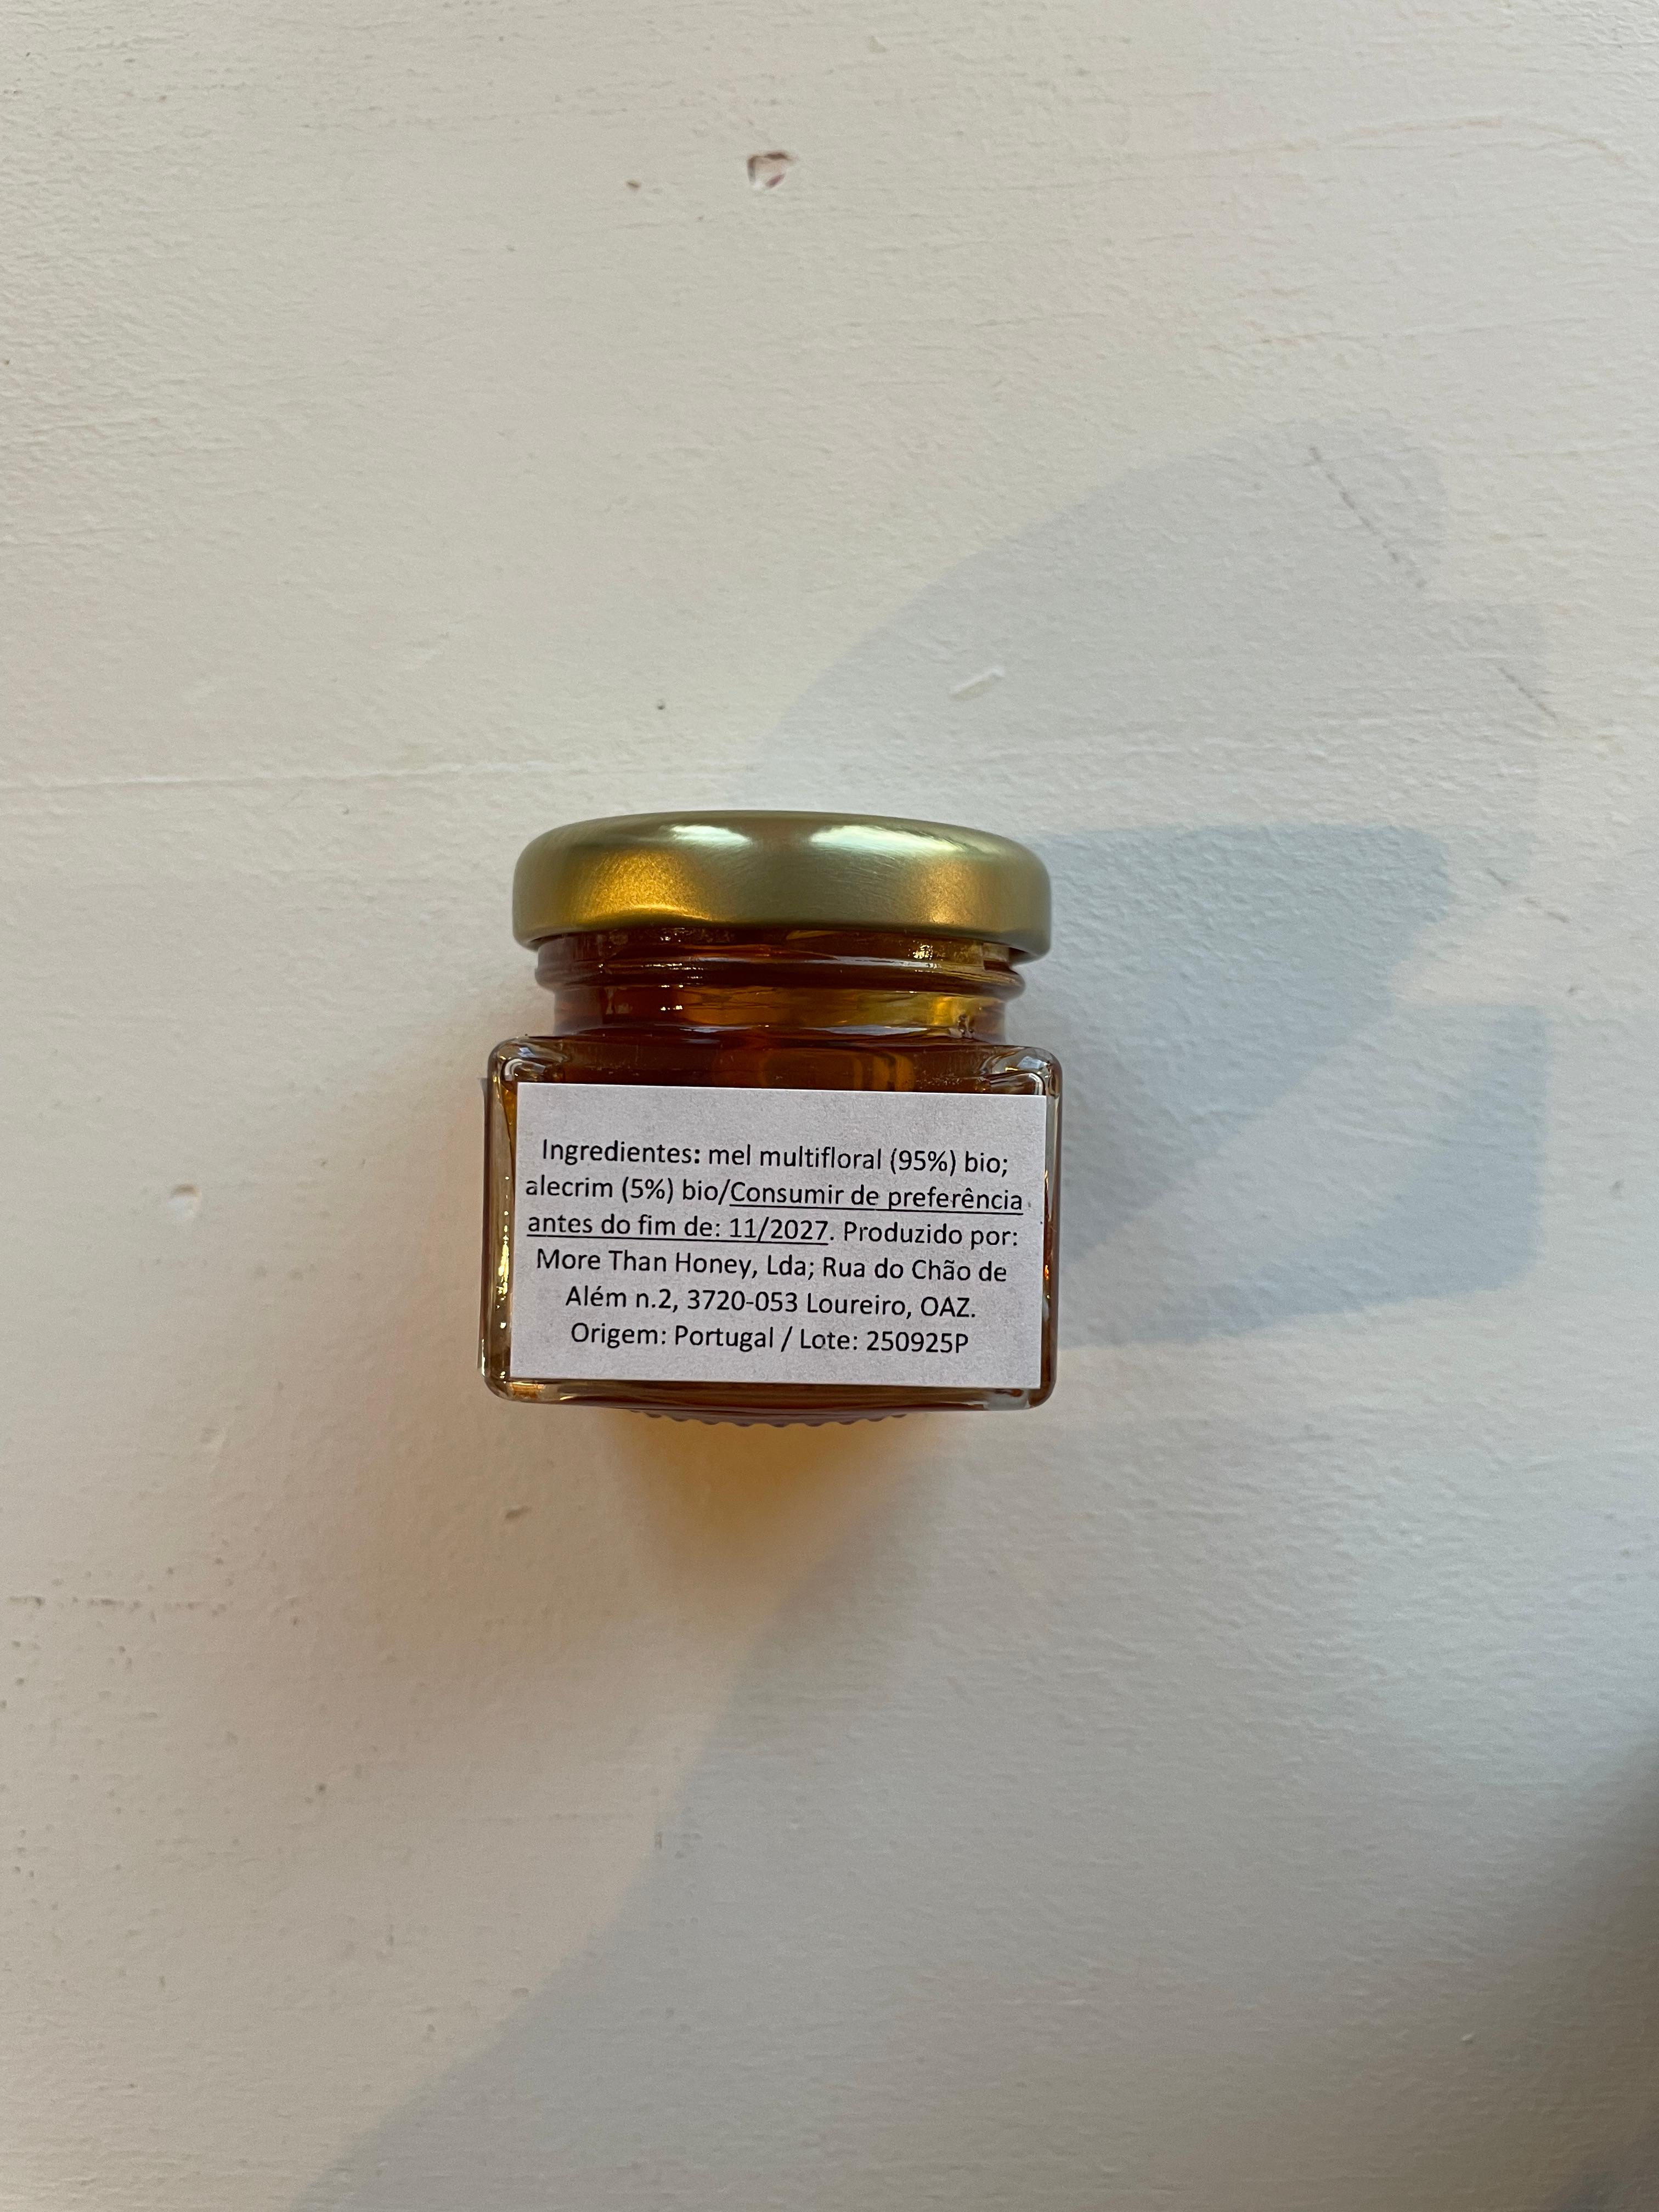 Ingredientes: mel multifloral (95%) bio;
alecrim (5%) bio/Consumir de preferência
antes do fim de: 11/2027. Produzido por:
More Than Honey, Lda; Rua do Chão de
Além n.2, 3720-053 Loureiro, OAZ.
Origem: Portugal / Lote: 250925P